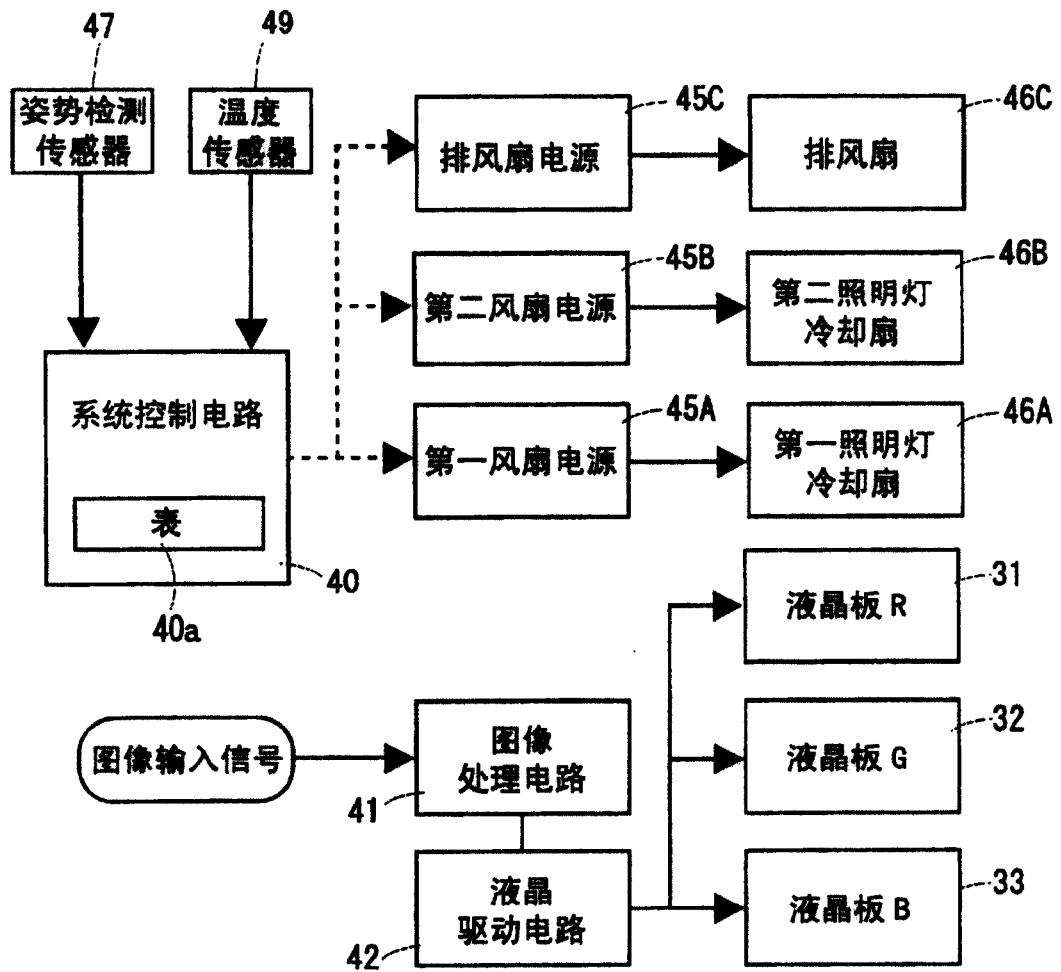 47
49
姿势检测
传感器
温度
传感器
45C
排风扇电源
46C
排风扇
45B
第二风扇电源
46B
第二照明灯
冷却扇
系统控制电路
45A
第一风扇电源
46A
第一照明灯
冷却扇
表
40
40a
31
液晶板 R
图像输入信号
图像
处理电路
41
32
液晶板 G
液晶
驱动电路
42
33
液晶板 B